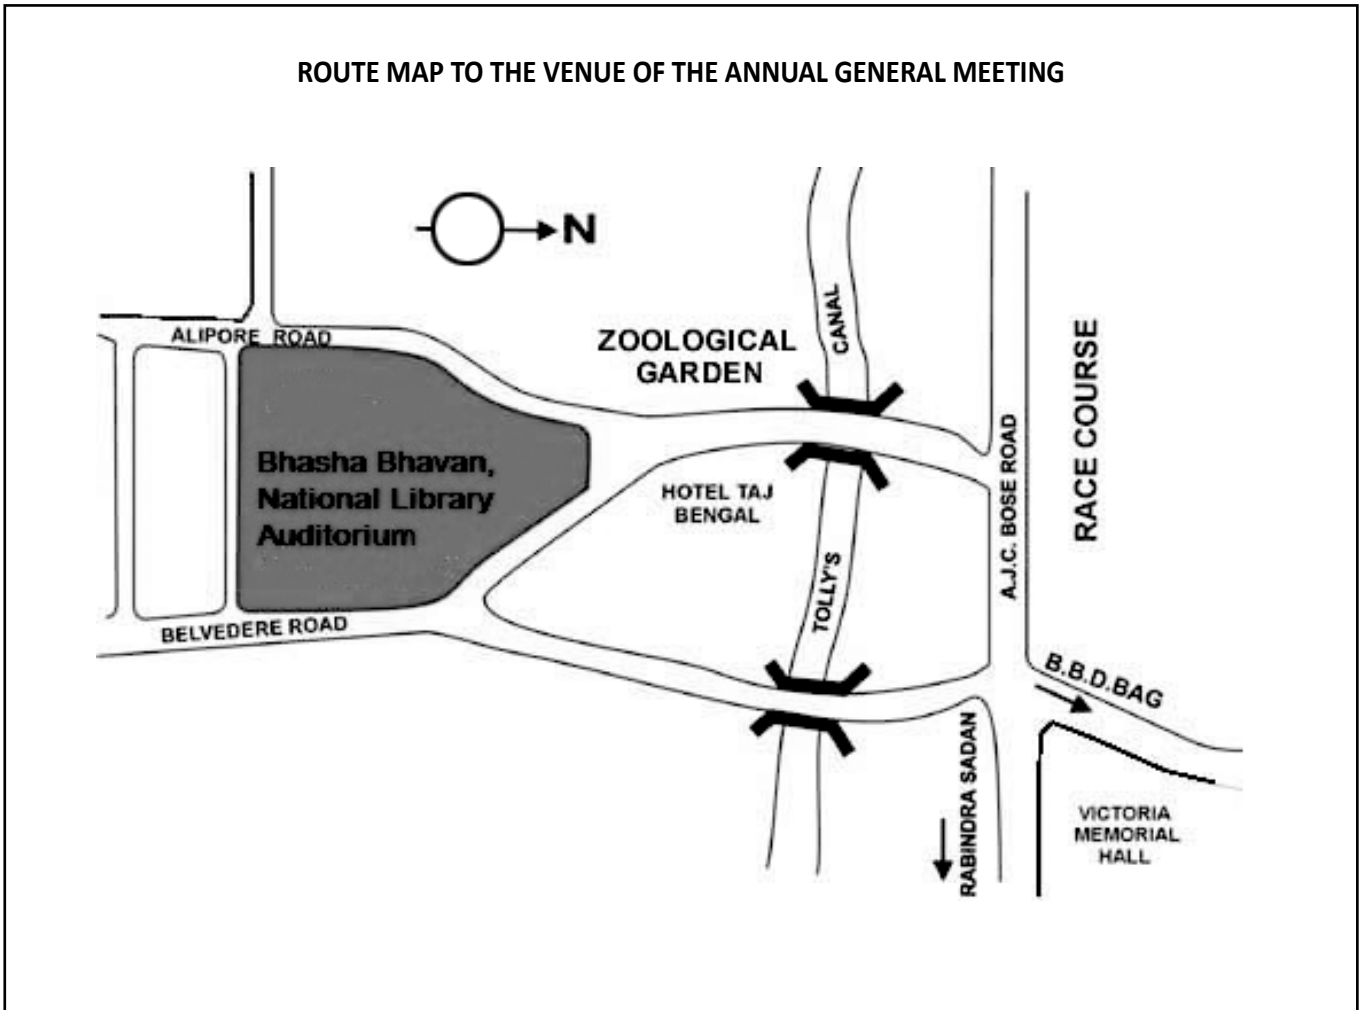 ROUTE MAP TO THE VENUE OF THE ANNUAL GENERAL MEETING
N
ALIPORE ROAD
ZOOLOGICAL
GARDEN
CANAL
RACE COURSE
Bhasha Bhavan,
National Library
Auditorium
HOTEL TAJ
BENGAL
A.J.C. BOSE ROAD
TOLLY'S
BELVEDERE ROAD
B.B.D.BAG
RABINDRA SADAN
VICTORIA
MEMORIAL
HALL